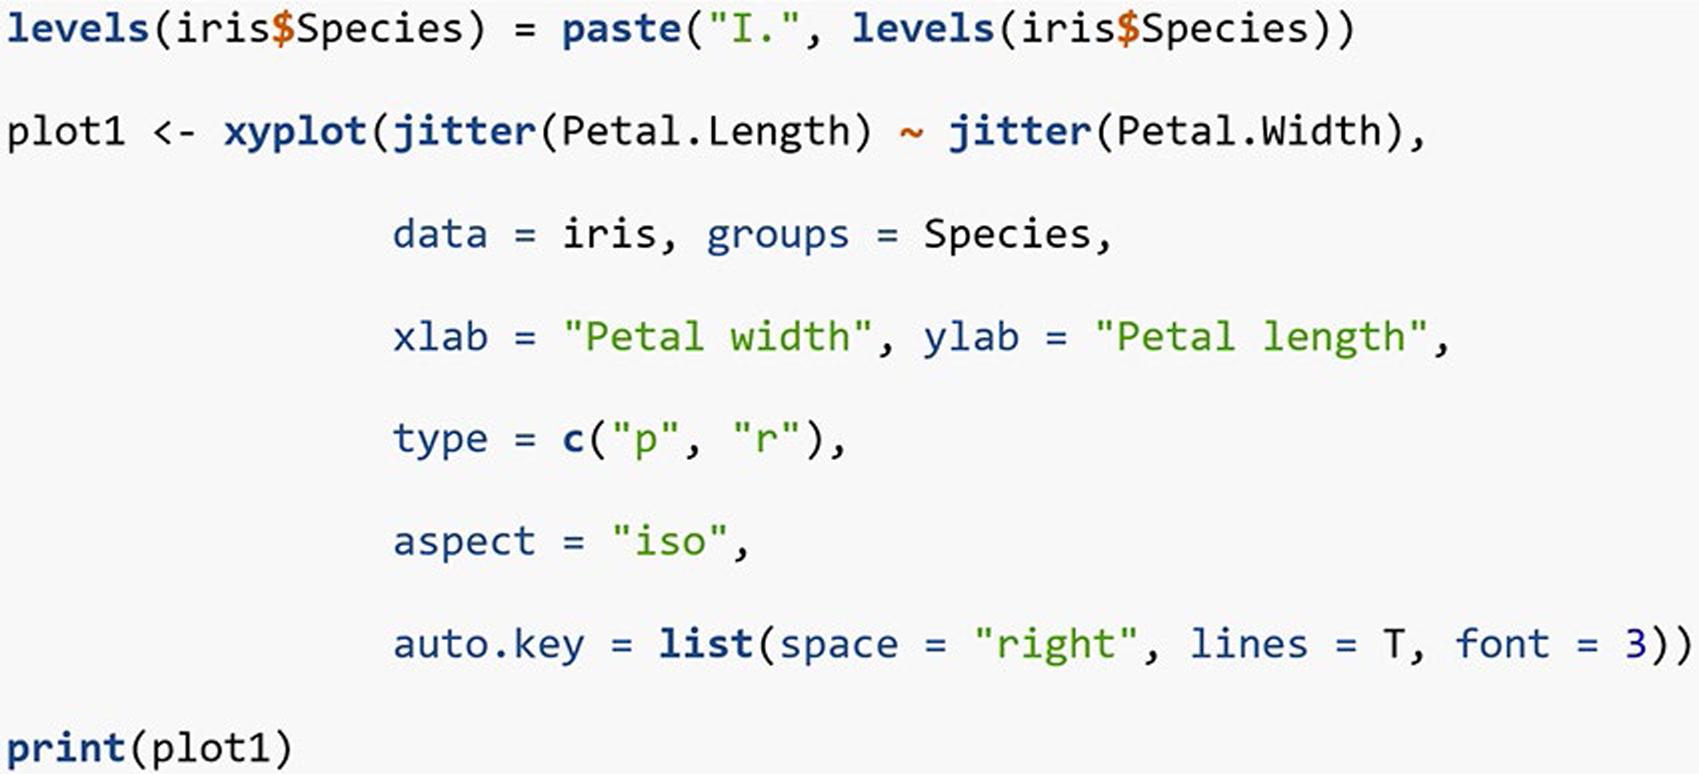 levels(iris$Species) = paste("I.", levels(iris$Species))
plot1 <- xyplot(jitter(Petal.Length) ~ jitter(Petal.Width),
data = iris, groups = Species,
xlab = "Petal width", ylab = "Petal length",
type = c("p", "r"),
aspect = "iso",
auto.key = list(space = "right", lines = T, font = 3))
print(plot1)